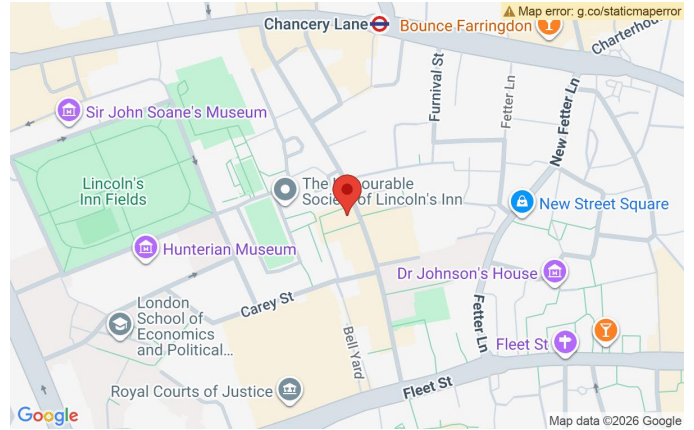 Map error: g.co/staticmaperror
Chancery Lane
Bounce Farringdon
Charterhouse
Sir John Soane's Museum
Furnival St
Fetter Ln
New Fetter Ln
Lincoln's
Inn Fields
The H
ourable
Society of Lincoln's Inn
New Street Square
Hunterian Museum
Dr Johnson's House
Carey St
London
School of
Economics
and Political...
Bell Yard
Fetter Ln
Fleet St
Royal Courts of Justice
Fleet St
Google
Map data ©2026 Google